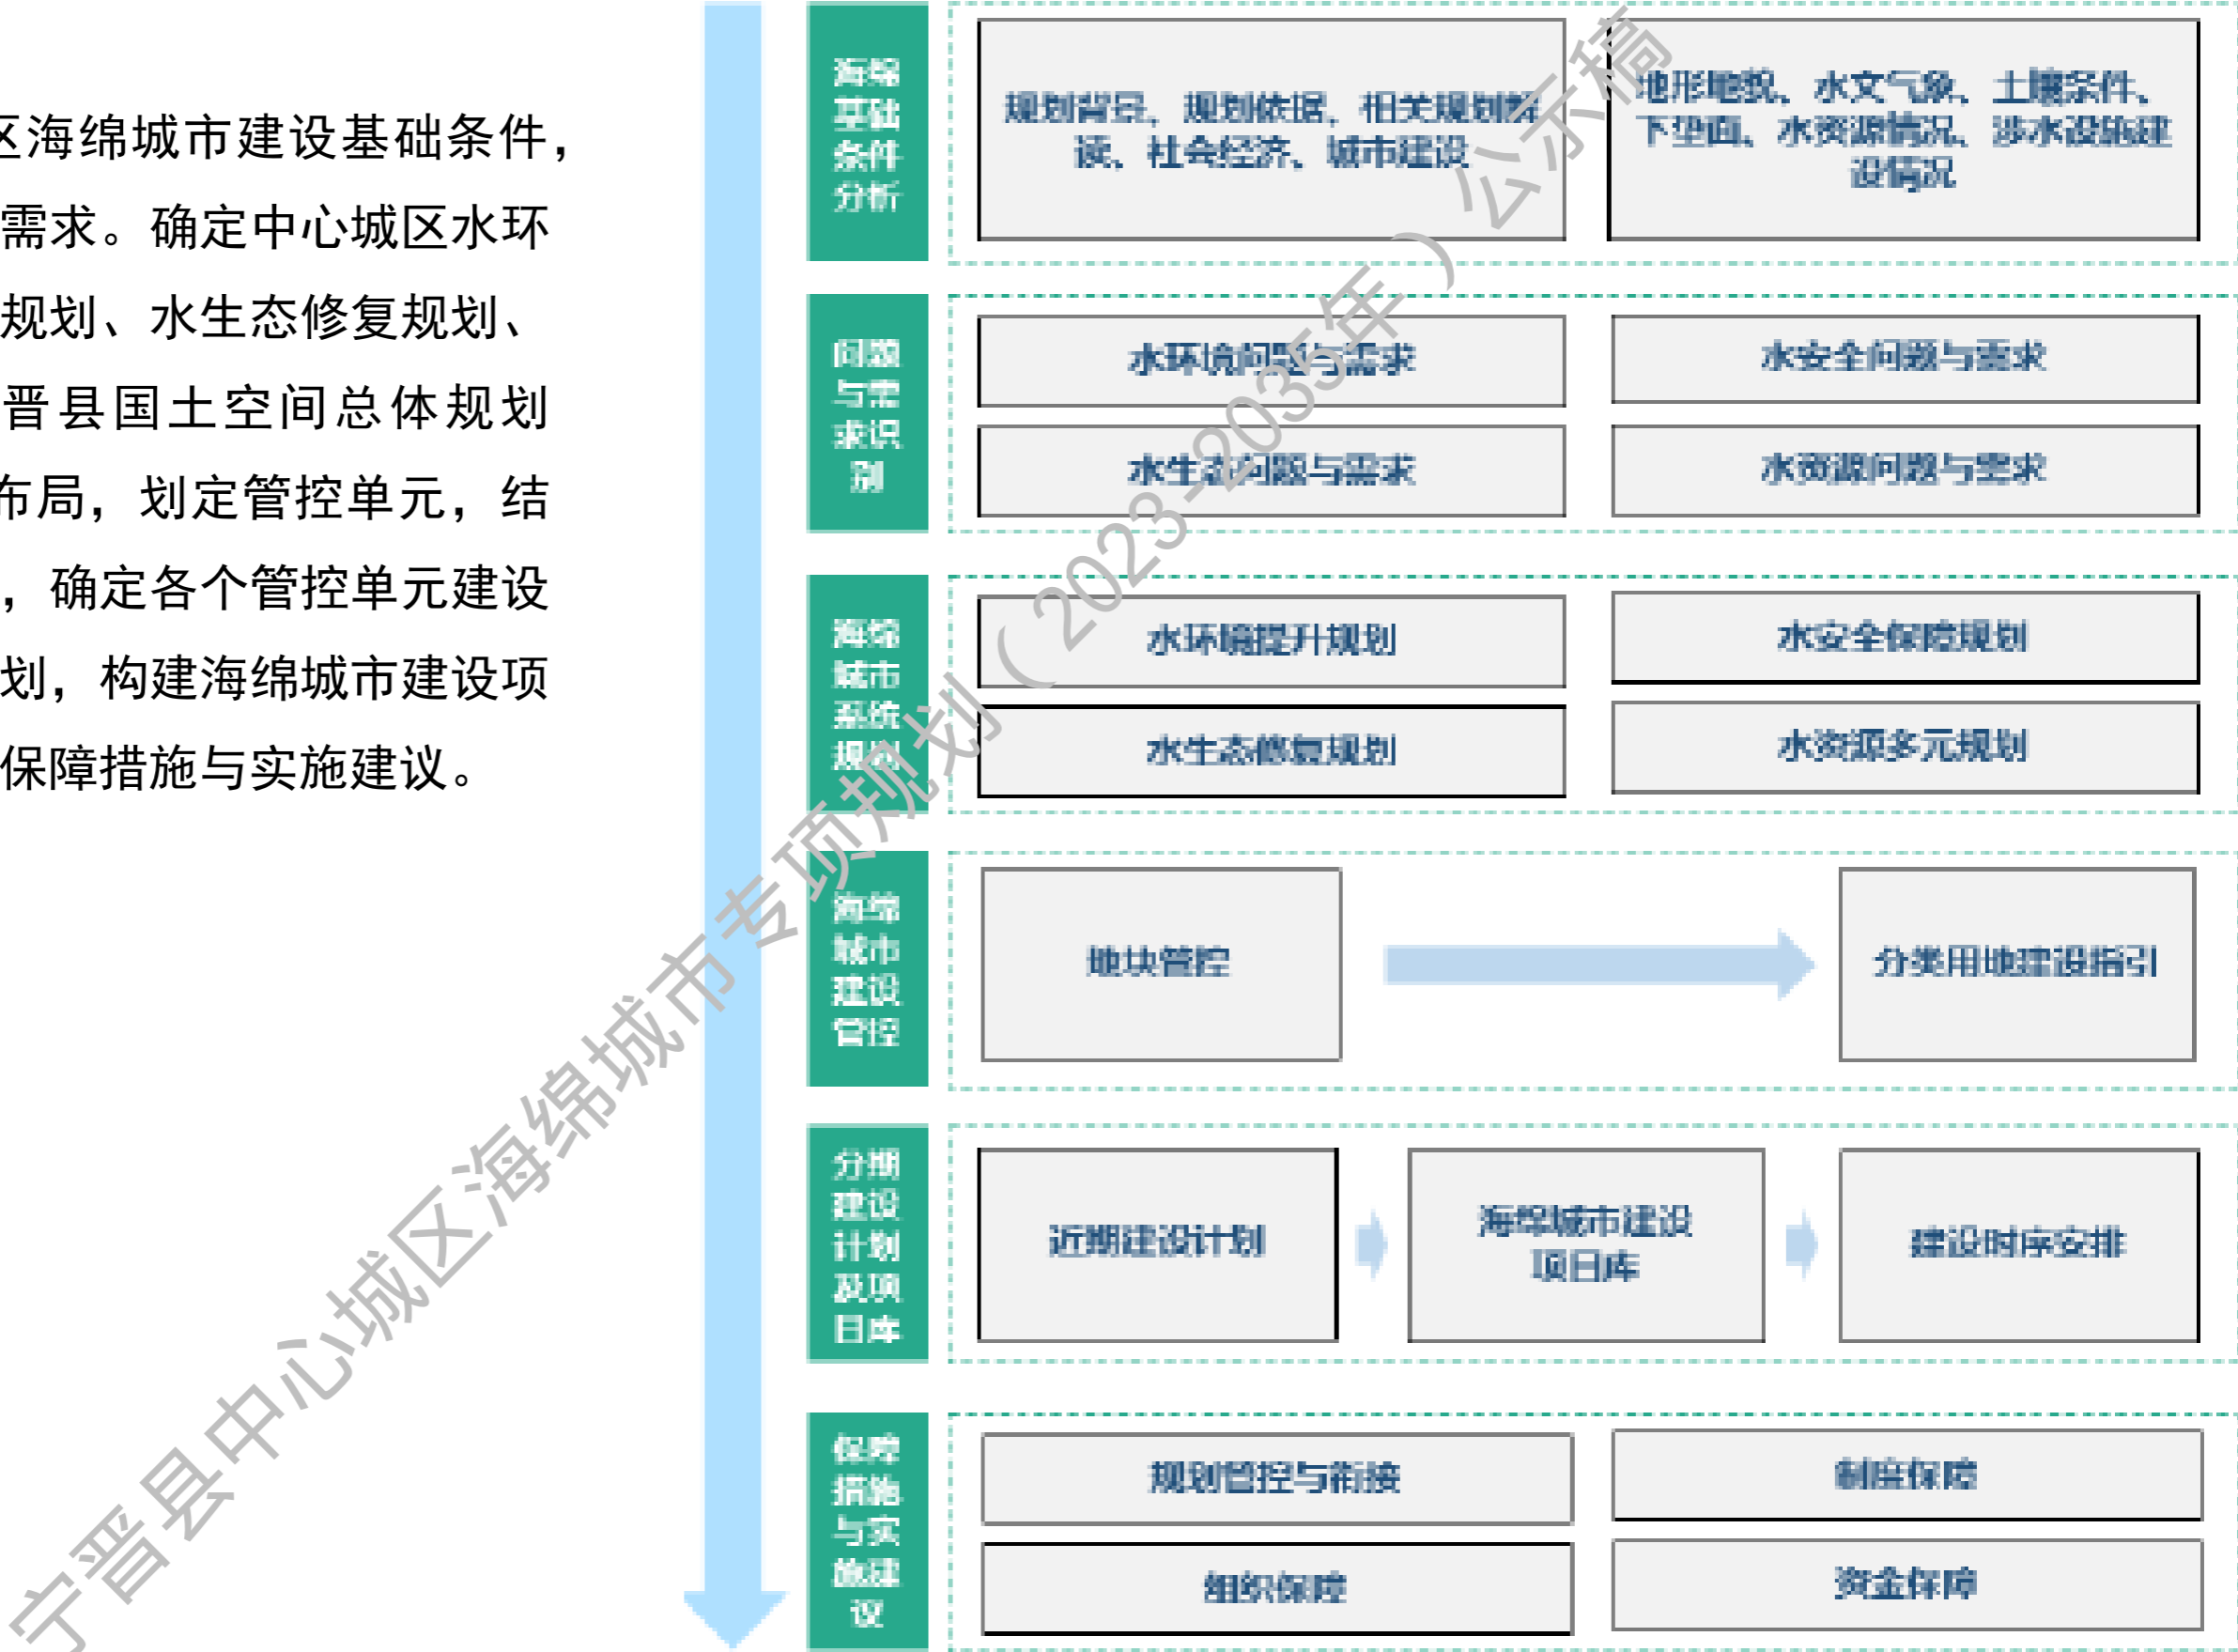 区海绵城市建设基础条件，
需求。确定中心城区水环
规划、水生态修复规划、
晋县国土空间总体规划
布局，划定管控单元，结
，确定各个管控单元建设
划，构建海绵城市建设项
保障措施与实施建议。
海绵
基础
条件
分析
规划背景、规划依据、相关规划解
读、社会经济、城市建设
地形地貌、水文气象、土壤条件、
下垫面、水资源情况、涉水设施建
设情况
问题
与需
求识
别
水环境问题与需求
水安全问题与需求
水生态问题与需求
水资源问题与需求
海绵
城市
系统
规划
水环境提升规划
水安全保障规划
水生态修复规划
水资源多元规划
海绵
城市
建设
管控
地块管控
分类用地建设指引
分期
建设
计划
及项
目库
近期建设计划
海绵城市建设
项目库
建设时序安排
保障
措施
与实
施建
议
规划管控与衔接
制度保障
组织保障
资金保障
宁晋县中心城区海绵城市专项规划（2023-2035年）公示稿